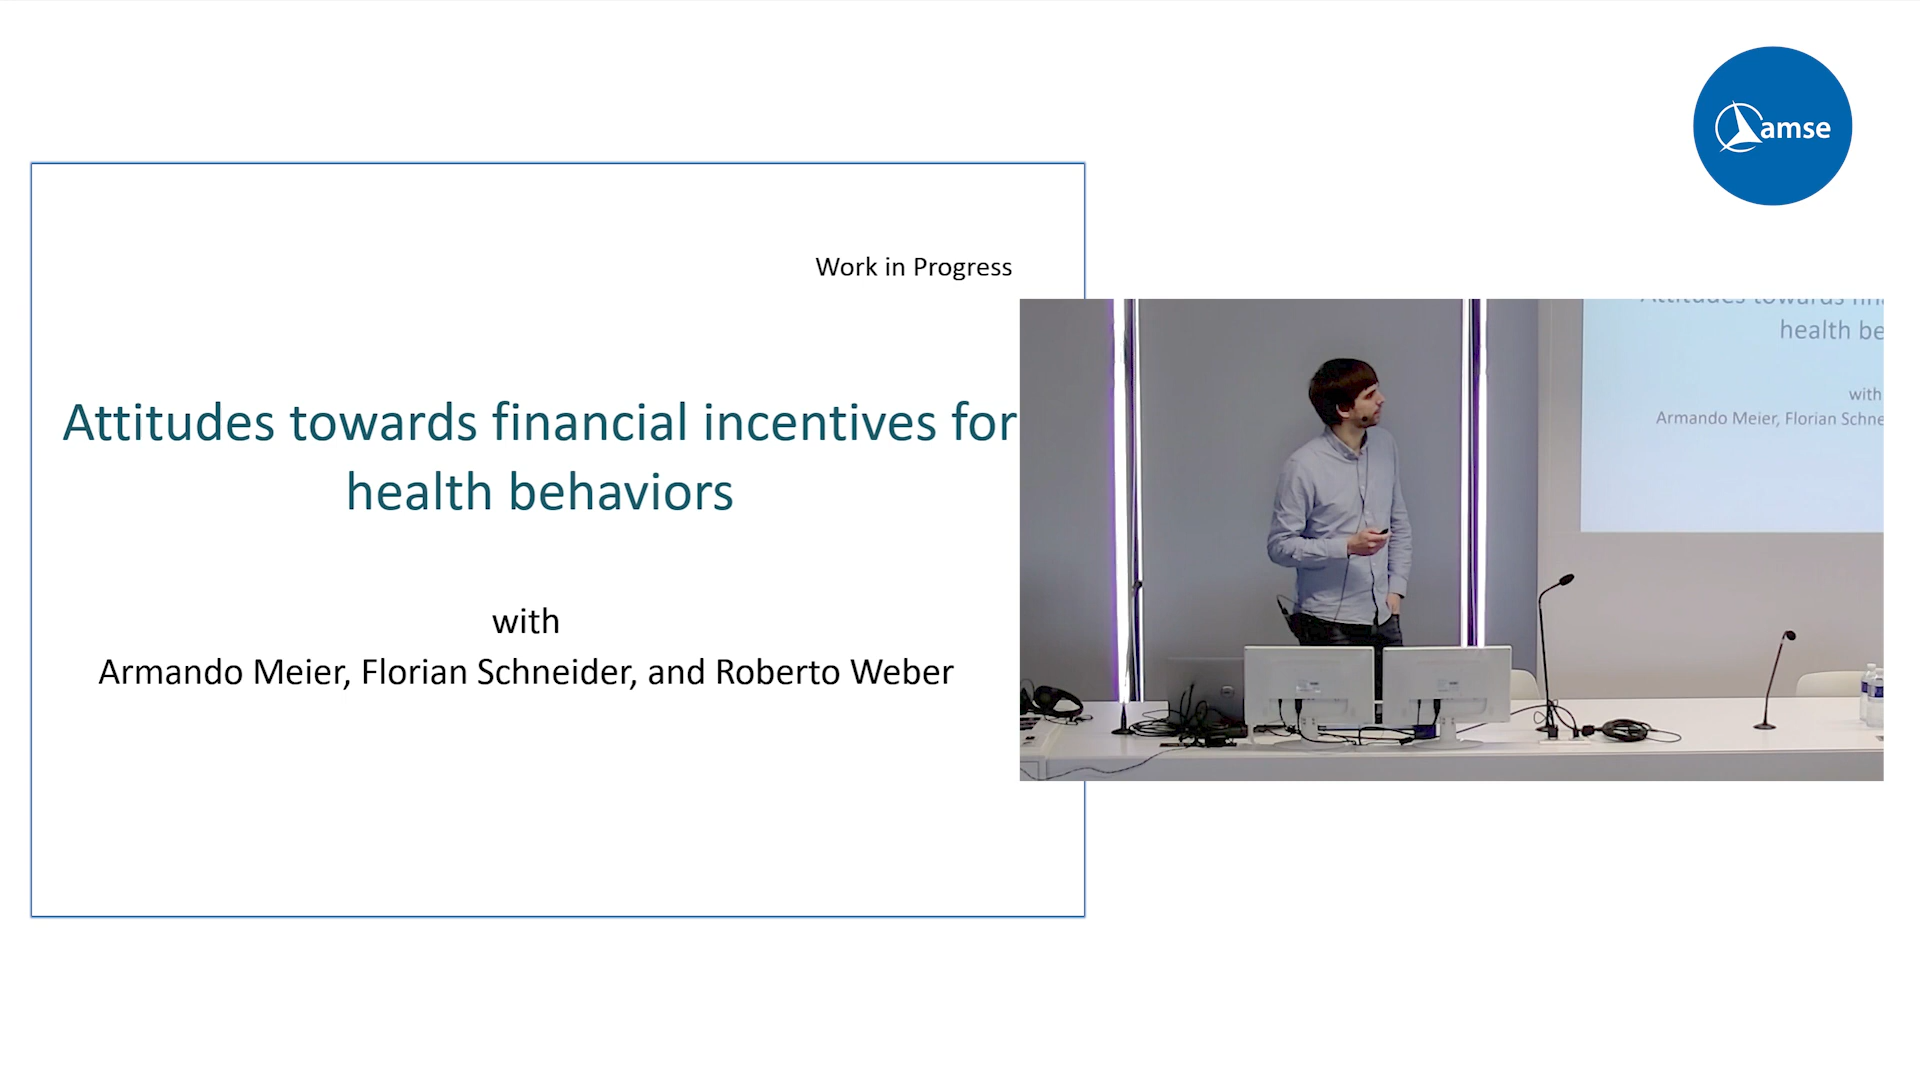 amse
Work in Progress
Attitudes towards financial incentives for
health behaviors
with
Armando Meier, Florian Schneider, and Roberto Weber
health be
with
Armando Meier, Florian Schne